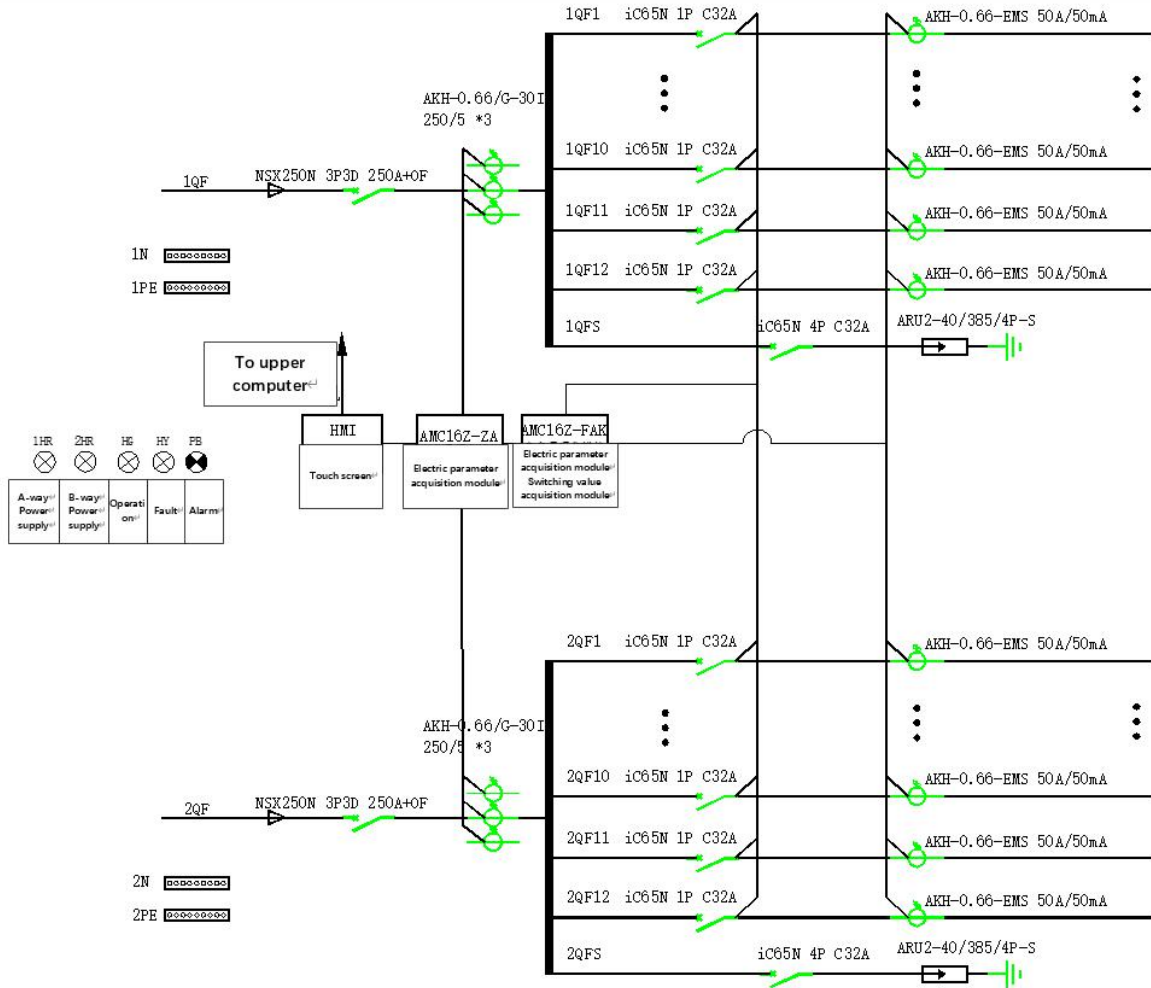 1QF1 iC65N 1P C32A AKH-0.66-EMS 50A/50mA
AKH-0.66/G-30I
250/5 *3
1QF10 iC65N 1P C32A AKH-0.66-EMS 50A/50mA
1QF NSX250N 3P3D 250A+OF
1QF11 iC65N 1P C32A AKH-0.66-EMS 50A/50mA
1N
1QF12 iC65N 1P C32A AKH-0.66-EMS 50A/50mA
1PE
1QFS iC65N 4P C32A ARU2-40/385/4P-S
To upper
computer
HMI
Touch screen
AMC16Z-ZA
Electric parameter
acquisition module
AMC16Z-FAK
Electric parameter
acquisition module
Switching value
acquisition module
1HR 2HR HG HY PB
A-way
Power
supply
B-way
Power
supply
Operati
on
Fault
Alarm
2QF1 iC65N 1P C32A AKH-0.66-EMS 50A/50mA
AKH-0.66/G-30I
250/5 *3
2QF10 iC65N 1P C32A AKH-0.66-EMS 50A/50mA
2QF NSX250N 3P3D 250A+OF
2QF11 iC65N 1P C32A AKH-0.66-EMS 50A/50mA
2N
2QF12 iC65N 1P C32A AKH-0.66-EMS 50A/50mA
2PE
2QFS iC65N 4P C32A ARU2-40/385/4P-S